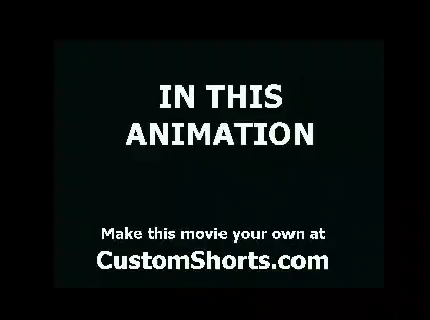 IN THIS
ANIMATION
Make this movie your own at
CustomShorts.com